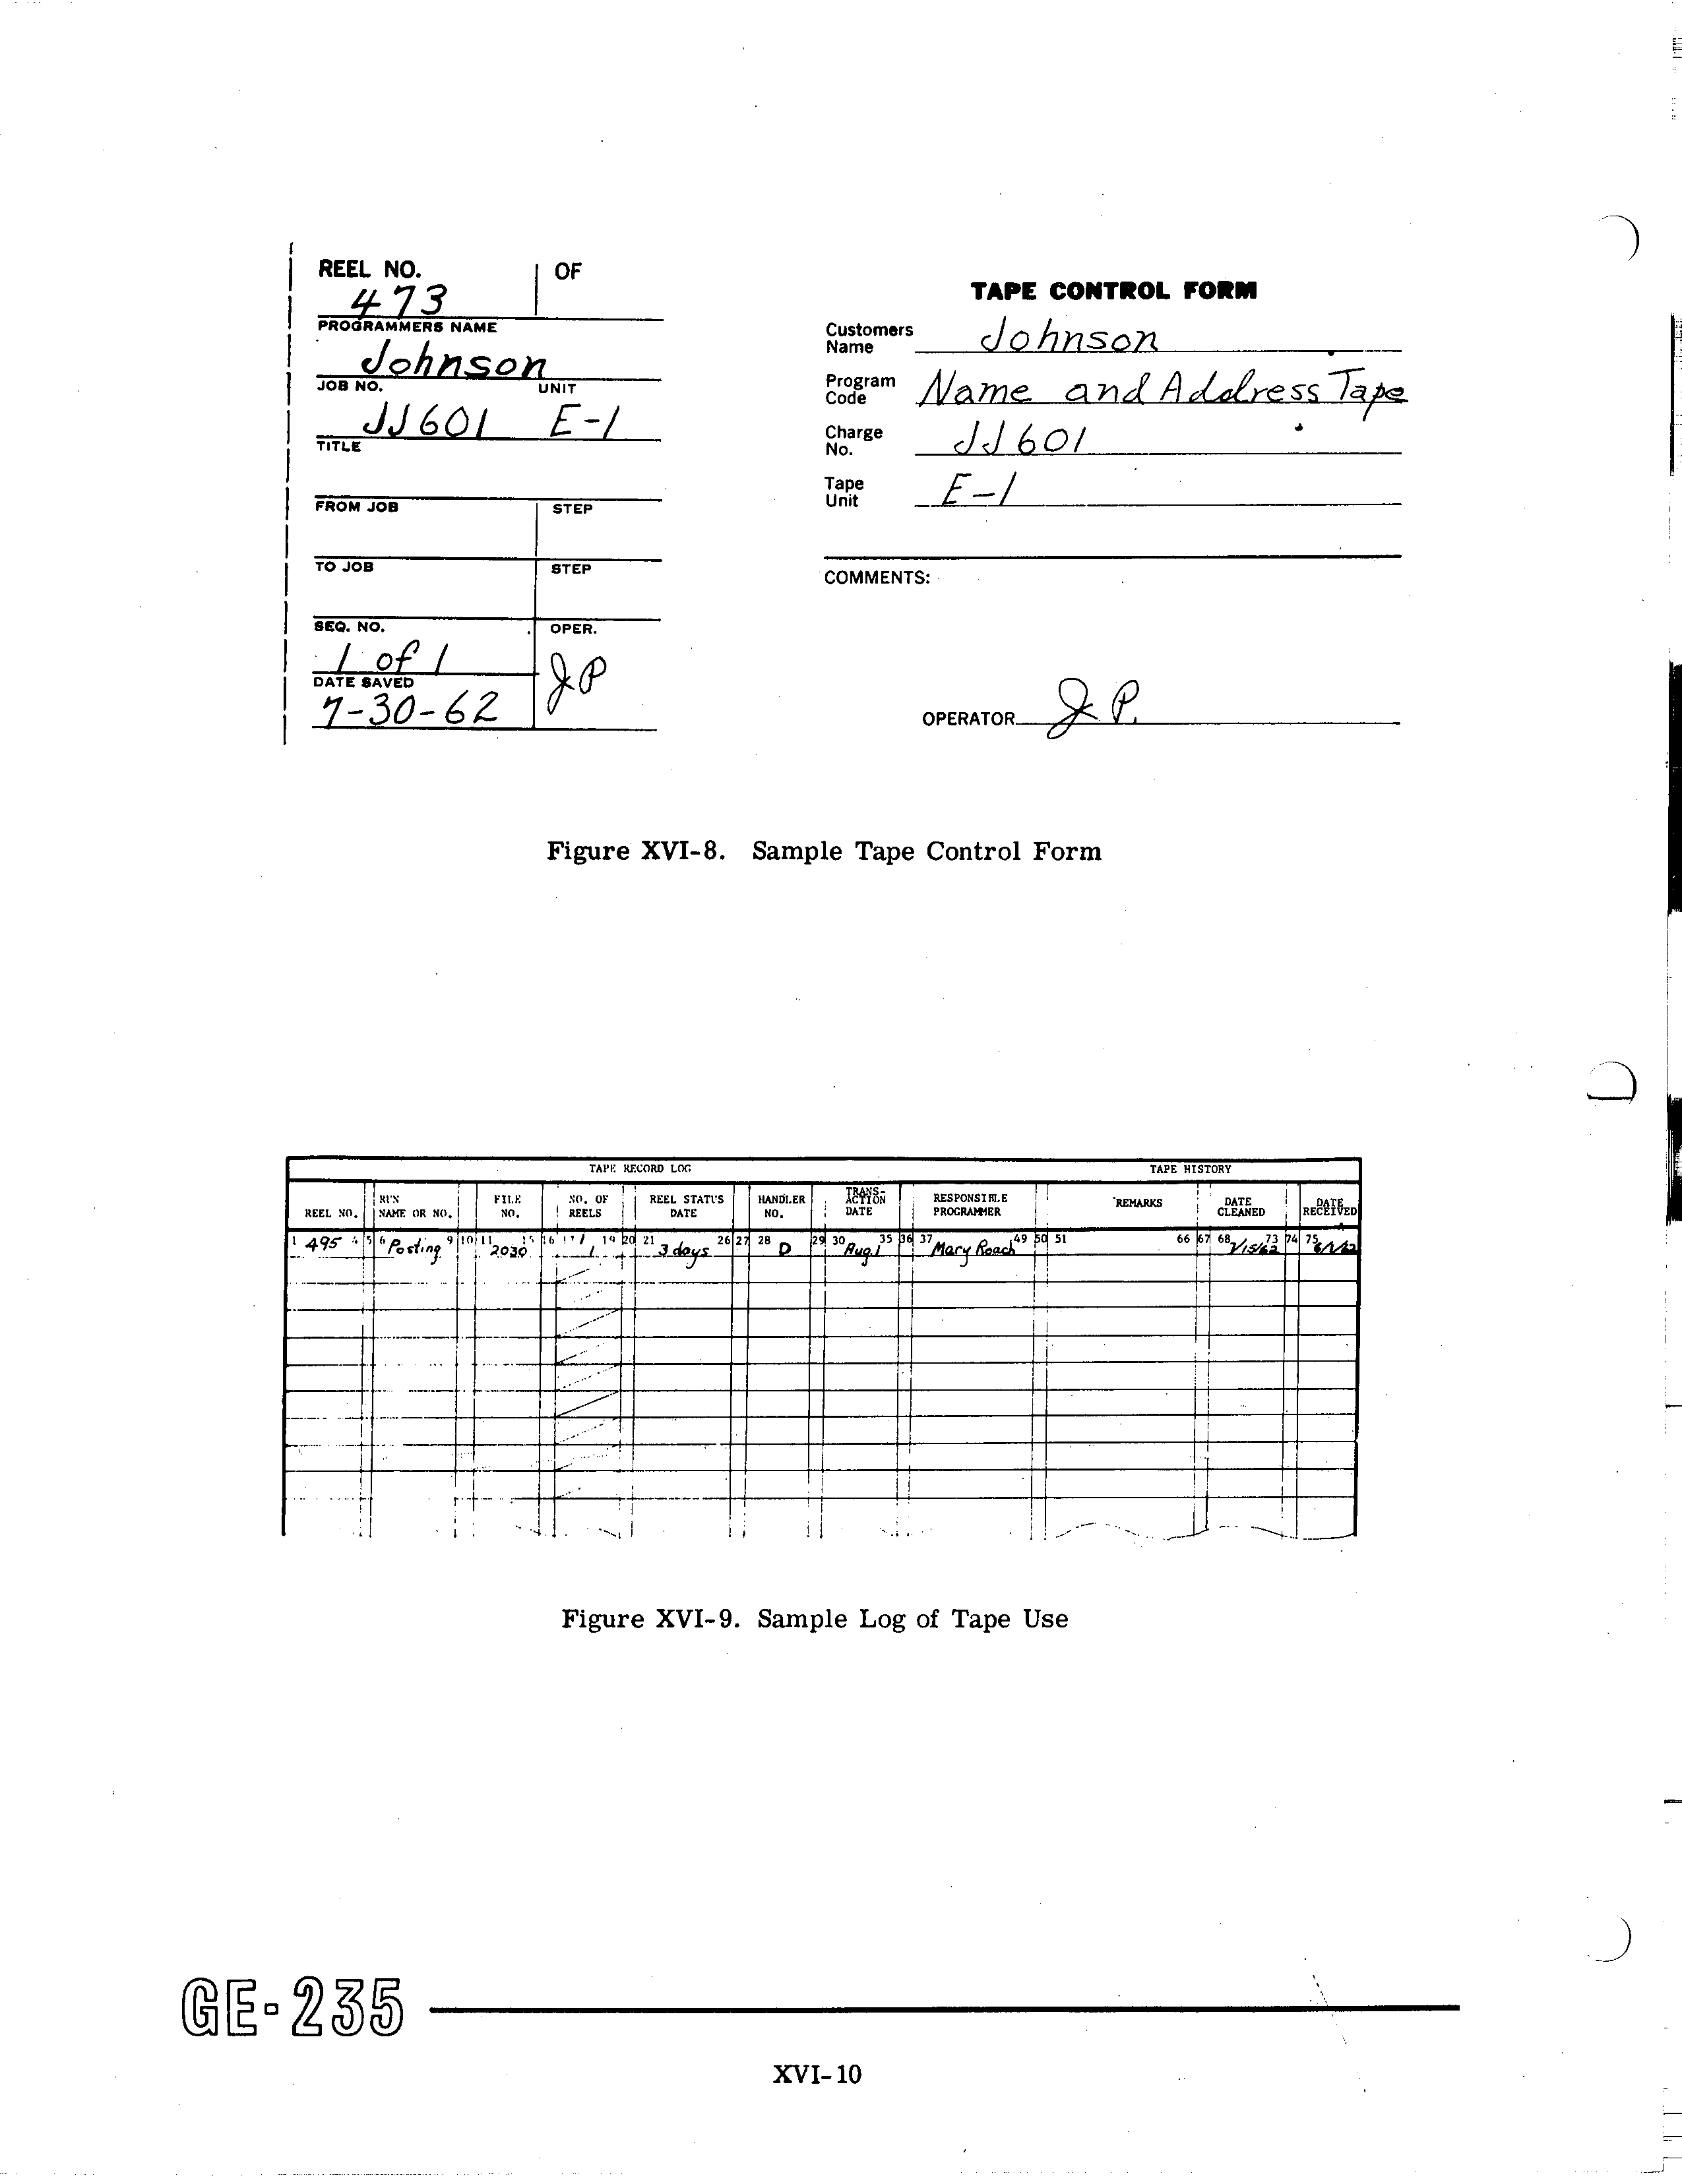 REEL NO. OF
473
PROGRAMMERS NAME
Johnson
JOB NO. UNIT
JJ601 E-1
TITLE
FROM JOB STEP
TO JOB STEP
SEQ. NO. OPER.
1 of 1 JP
DATE SAVED
7-30-62
TAPE CONTROL FORM
Customers Name Johnson
Program Code Name and Address Tape
Charge No. JJ601
Tape Unit E-1
COMMENTS:
OPERATOR J P.
Figure XVI-8. Sample Tape Control Form
TAPE RECORD LOG TAPE HISTORY
REEL NO. RUN NAME OR NO. FILE NO. NO. OF REELS REEL STATUS DATE HANDLER NO. TRANS-ACTION DATE RESPONSIBLE PROGRAMMER REMARKS DATE CLEANED DATE RECEIVED
1 4 5 6 9 10 11 15 16 17 19 20 21 26 27 28 29 30 35 36 37 49 50 51 66 67 68 73 74 75
495 Posting 2030 1 3 days D Aug.1 Mary Roach
Figure XVI-9. Sample Log of Tape Use
GE-235
XVI-10